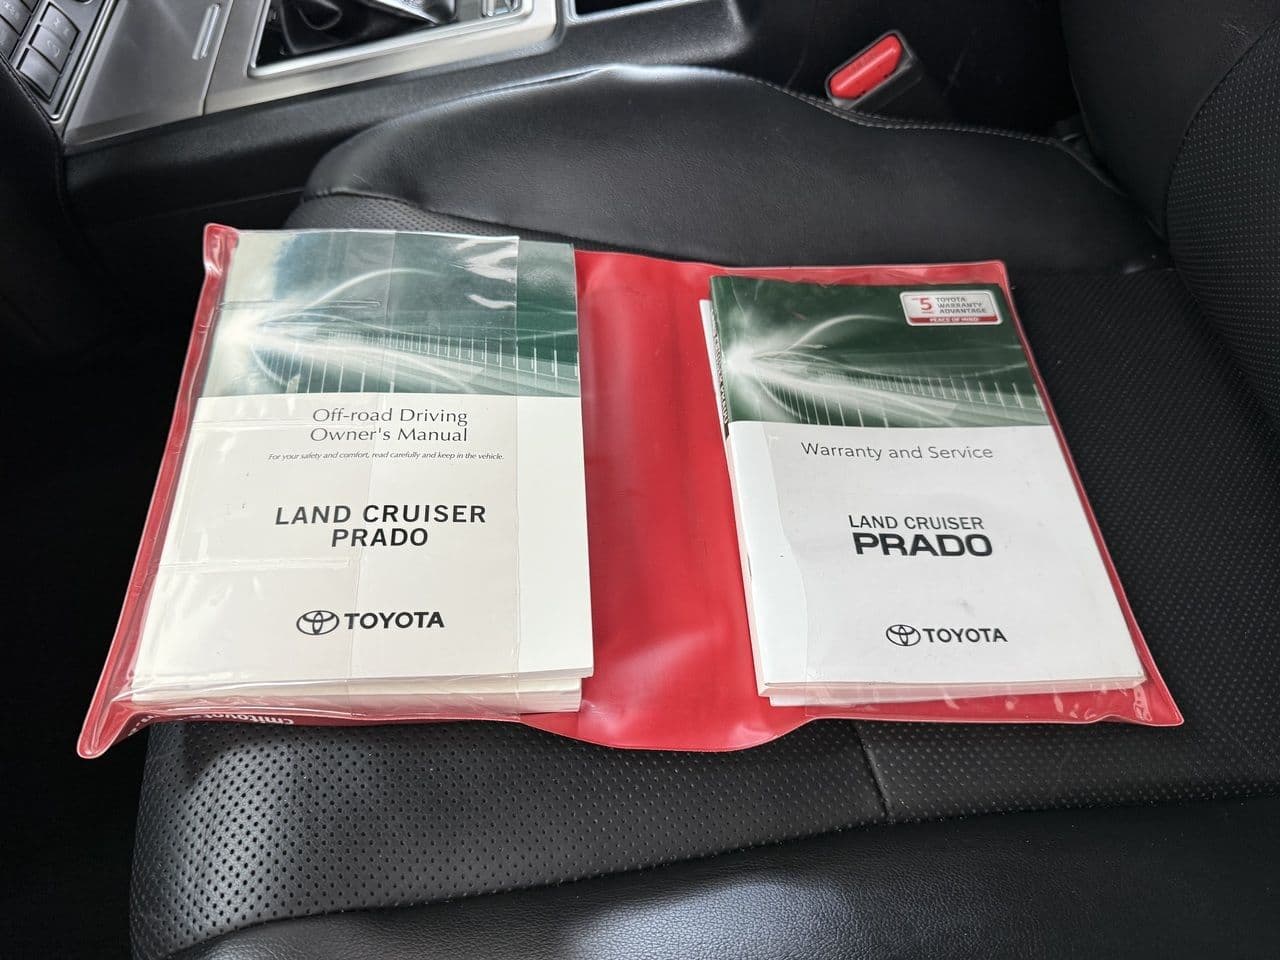 Off-road Driving
Owner's Manual
For your safety and comfort, read carefully and keep in the vehicle.
LAND CRUISER
PRADO
TOYOTA
5
TOYOTA
WARRANTY
ADVANTAGE
PEACE OF MIND
Warranty and Service
LAND CRUISER
PRADO
TOYOTA